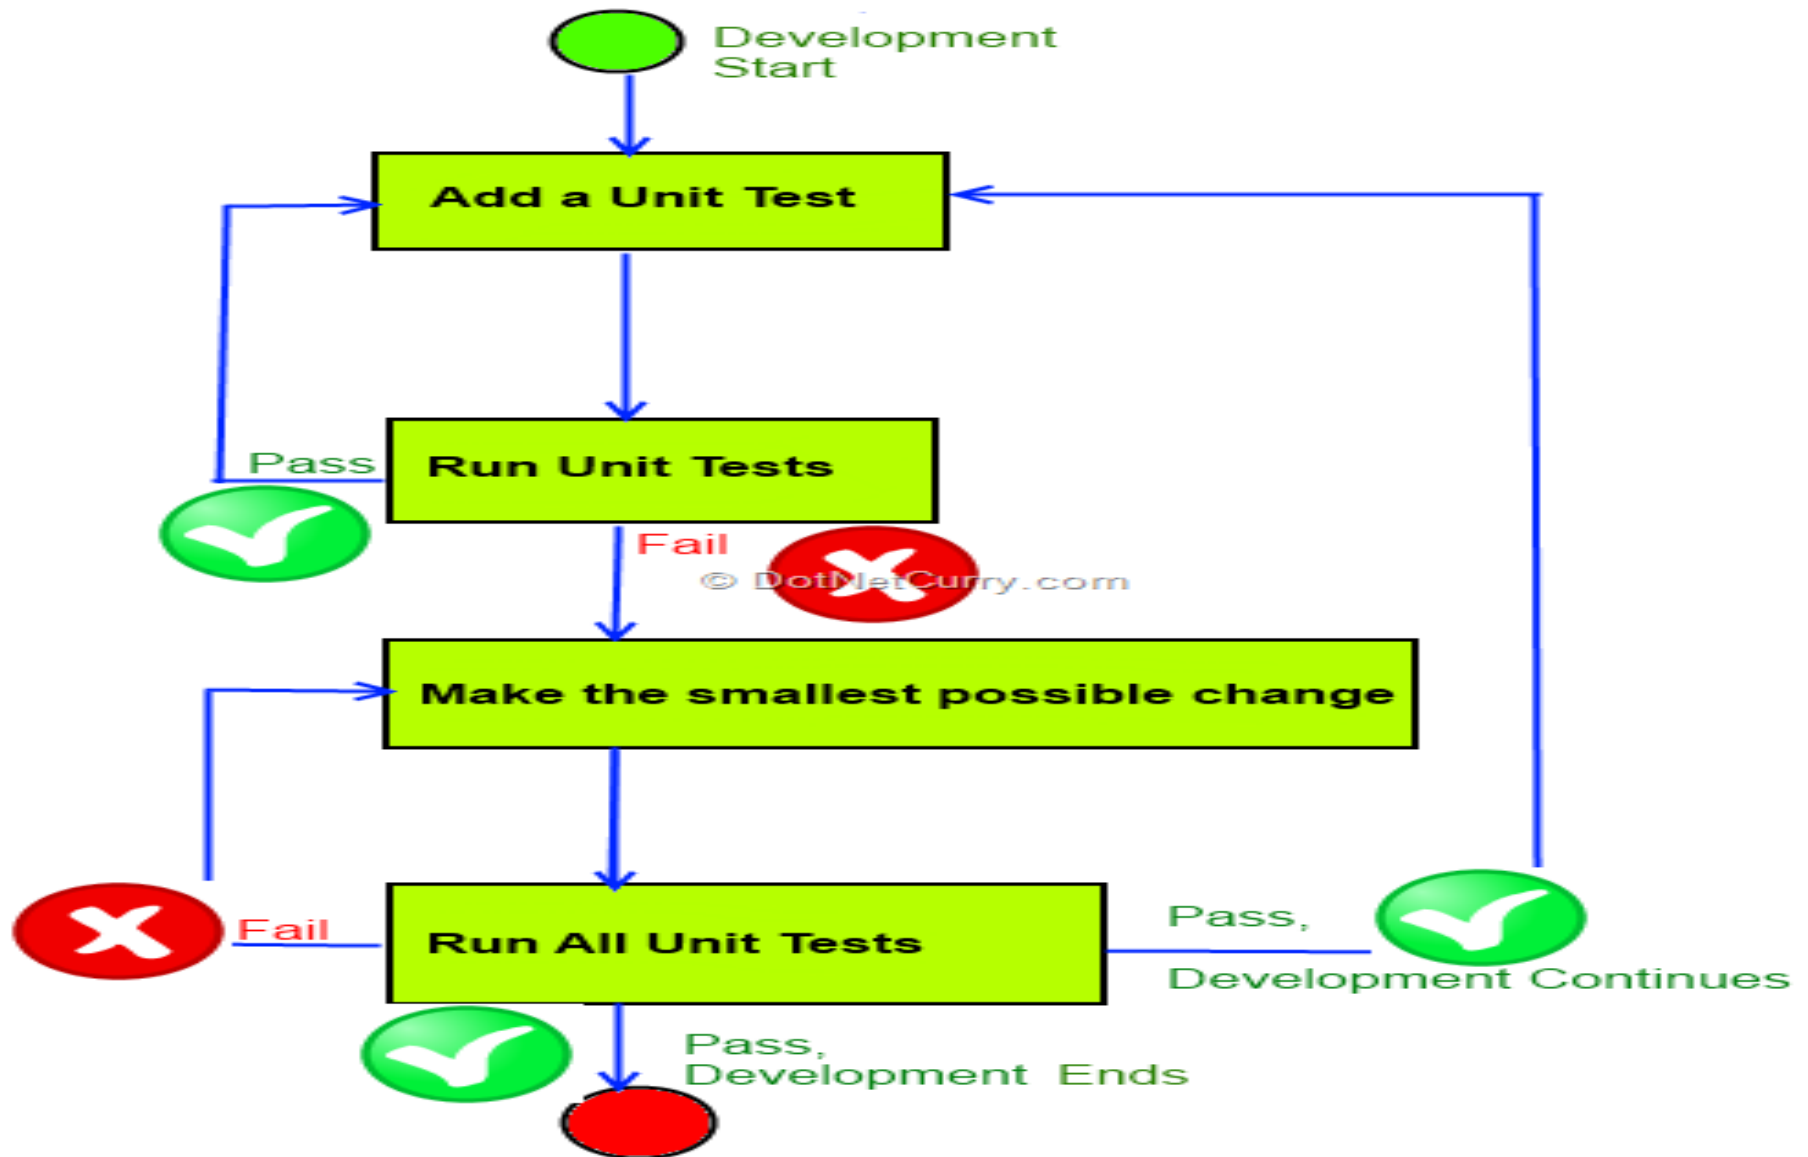 Development
Start
Add a Unit Test
Run Unit Tests
Pass
Fail
© DotNetCurry.com
Make the smallest possible change
Run All Unit Tests
Fail
Pass,
Development Continues
Pass,
Development Ends